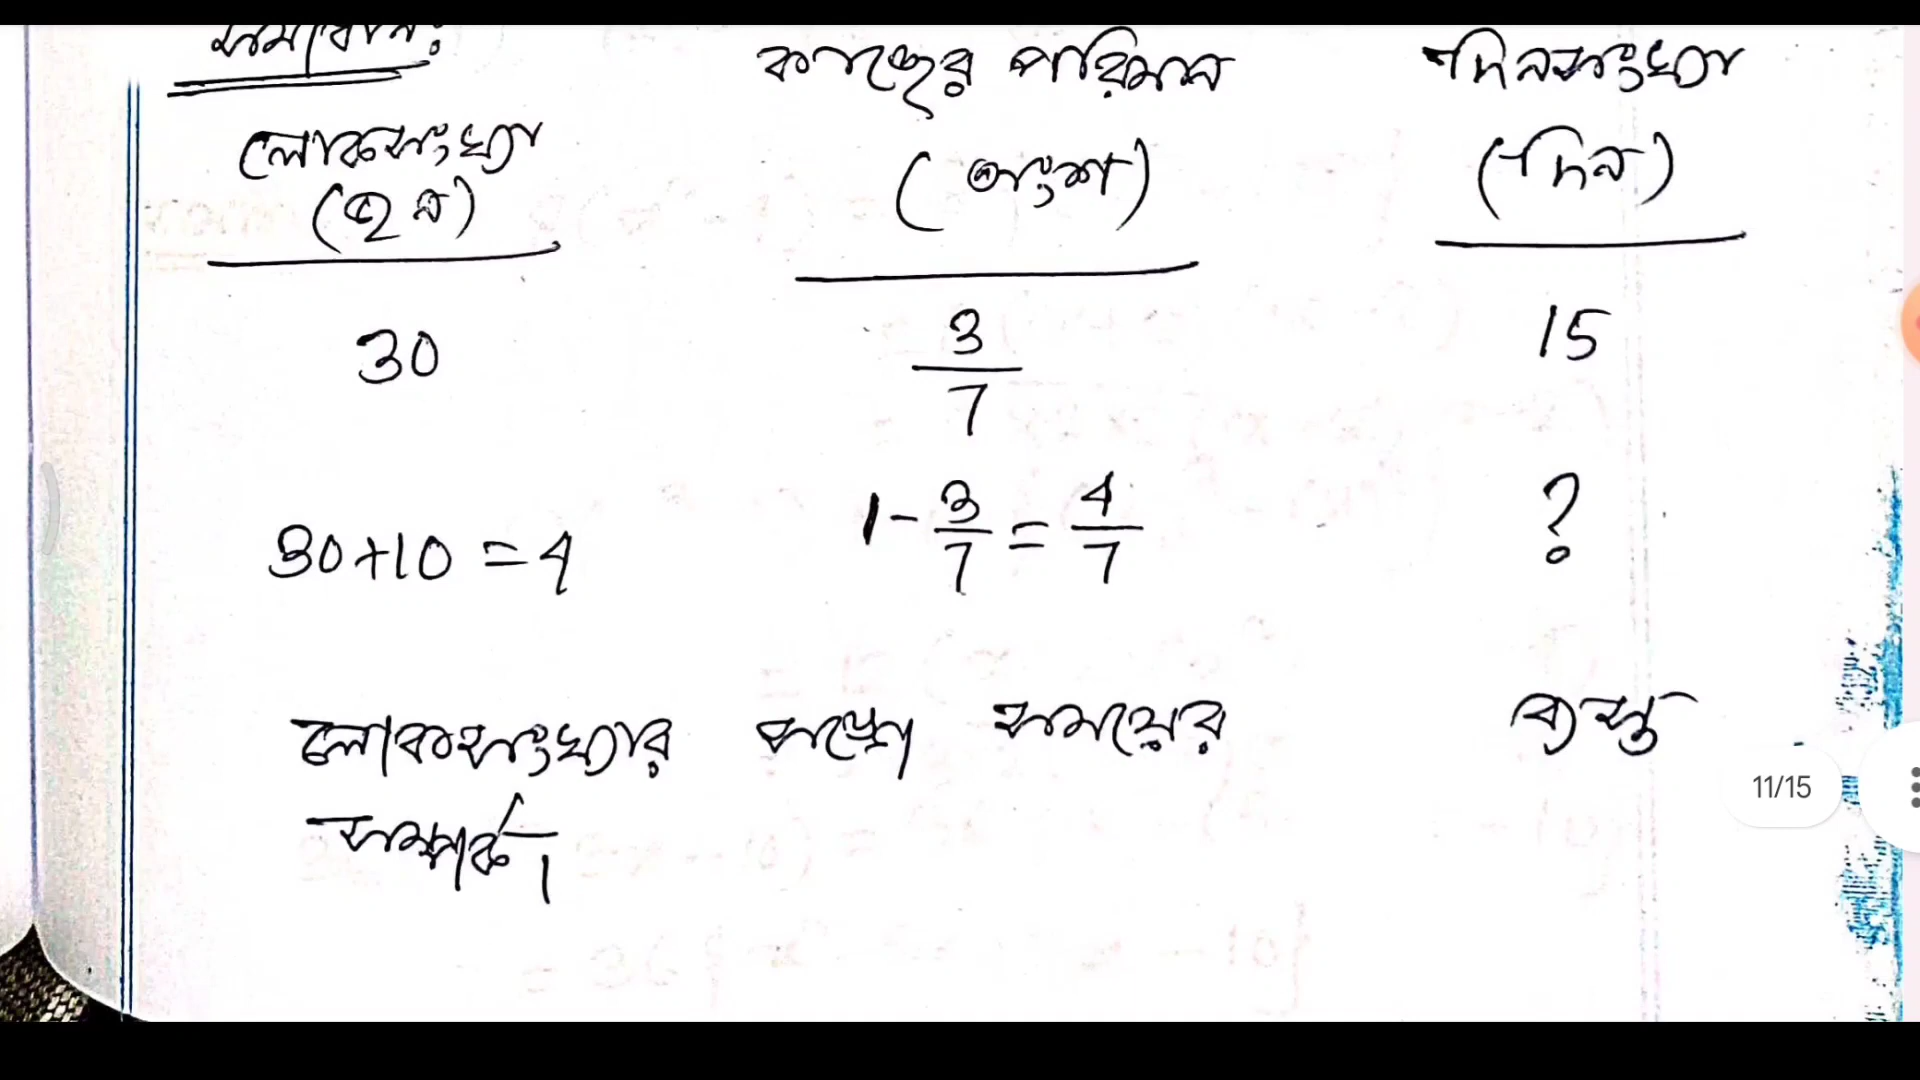 সমাধান:
কাজের পরিমান
দিনসংখ্যা
লোকসংখ্যা
(জন)
(অংশ)
(দিন)
30
3/7
15
30+10 = 4
1 - 3/7 = 4/7
?
লোকসংখ্যার সঙ্গে সময়ের ব্যস্ত
সম্পর্ক।
11/15